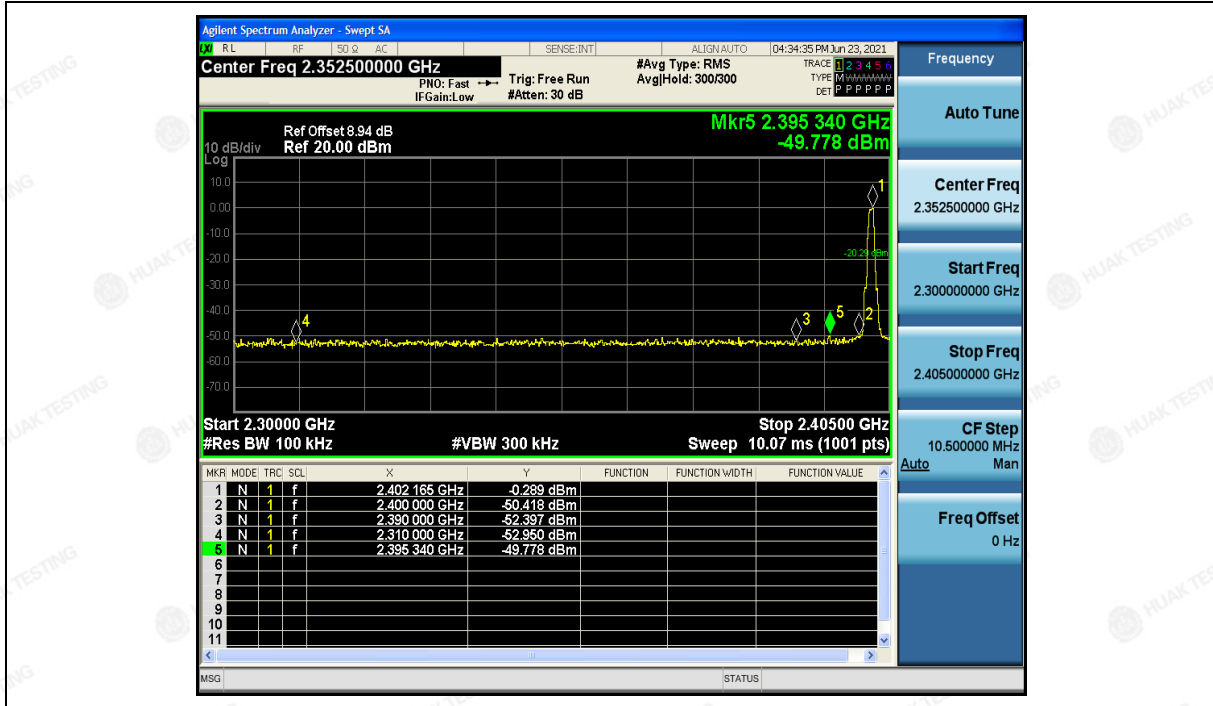 Agilent Spectrum Analyzer - Swept SA
LXI RL RF 50 Ω AC SENSE:INT ALIGN AUTO 04:34:35 PM Jun 23, 2021
Center Freq 2.352500000 GHz
PNO: Fast
IFGain:Low
Trig: Free Run
#Atten: 30 dB
#Avg Type: RMS
Avg|Hold: 300/300
TRACE 1 2 3 4 5 6
TYPE M W W W W W
DET P P P P P P
Frequency
Auto Tune
Center Freq
2.352500000 GHz
Start Freq
2.300000000 GHz
Stop Freq
2.405000000 GHz
CF Step
10.500000 MHz
Auto Man
Freq Offset
0 Hz
Mkr5 2.395 340 GHz
-49.778 dBm
Ref Offset 8.94 dB
10 dB/div Ref 20.00 dBm
Log
10.0
0.00
-10.0
-20.0
-30.0
-40.0
-50.0
-60.0
-70.0
1
-20.29 dBm
4
3
5
2
Start 2.30000 GHz Stop 2.40500 GHz
#Res BW 100 kHz #VBW 300 kHz Sweep 10.07 ms (1001 pts)
MKR MODE TRC SCL X Y FUNCTION FUNCTION WIDTH FUNCTION VALUE
1 N 1 f 2.402 165 GHz -0.289 dBm
2 N 1 f 2.400 000 GHz -50.418 dBm
3 N 1 f 2.390 000 GHz -52.397 dBm
4 N 1 f 2.310 000 GHz -52.950 dBm
5 N 1 f 2.395 340 GHz -49.778 dBm
6
7
8
9
10
11
MSG STATUS
HUAK TESTING